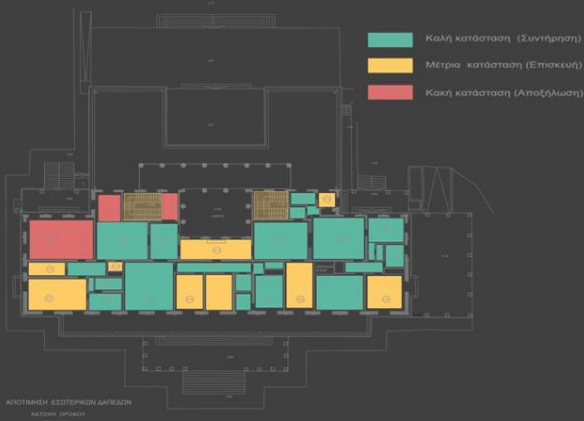 Καλή κατάσταση (Συντήρηση)
Μέτρια κατάσταση (Επισκευή)
Κακή κατάσταση (Αποξήλωση)
ΑΠΟΤΙΜΗΣΗ ΕΣΩΤΕΡΙΚΩΝ ΔΑΠΕΔΩΝ
ΚΑΤΟΨΗ ΟΡΟΦΟΥ